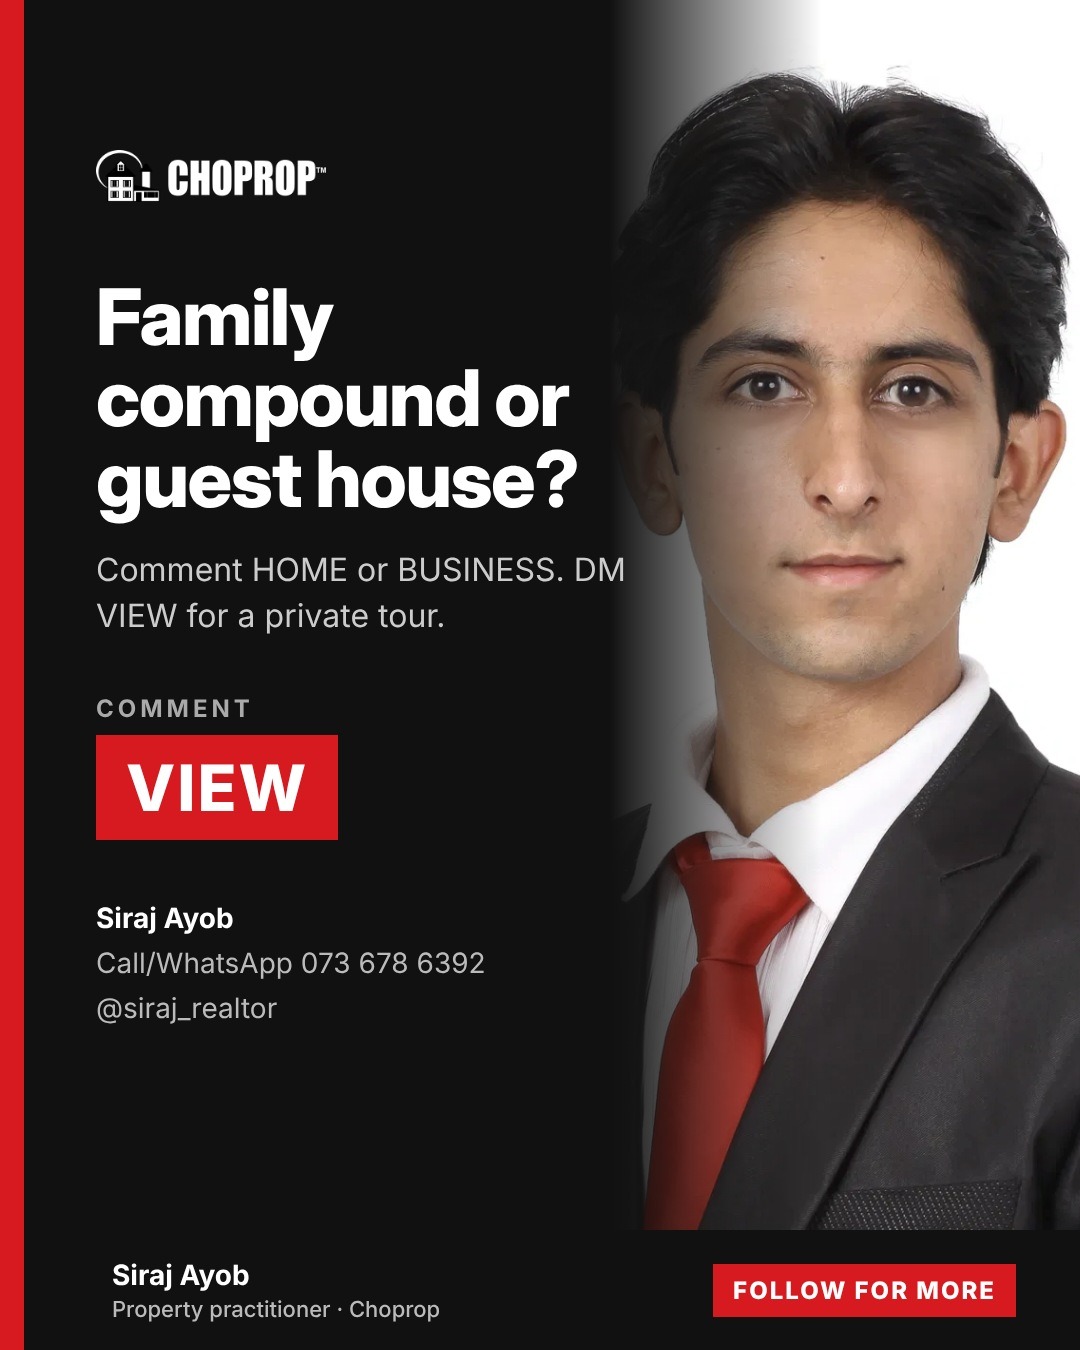 CHOPROP™
Family
compound or
guest house?
Comment HOME or BUSINESS. DM
VIEW for a private tour.
COMMENT
VIEW
Siraj Ayob
Call/WhatsApp 073 678 6392
@siraj_realtor
Siraj Ayob
Property practitioner · Choprop
FOLLOW FOR MORE